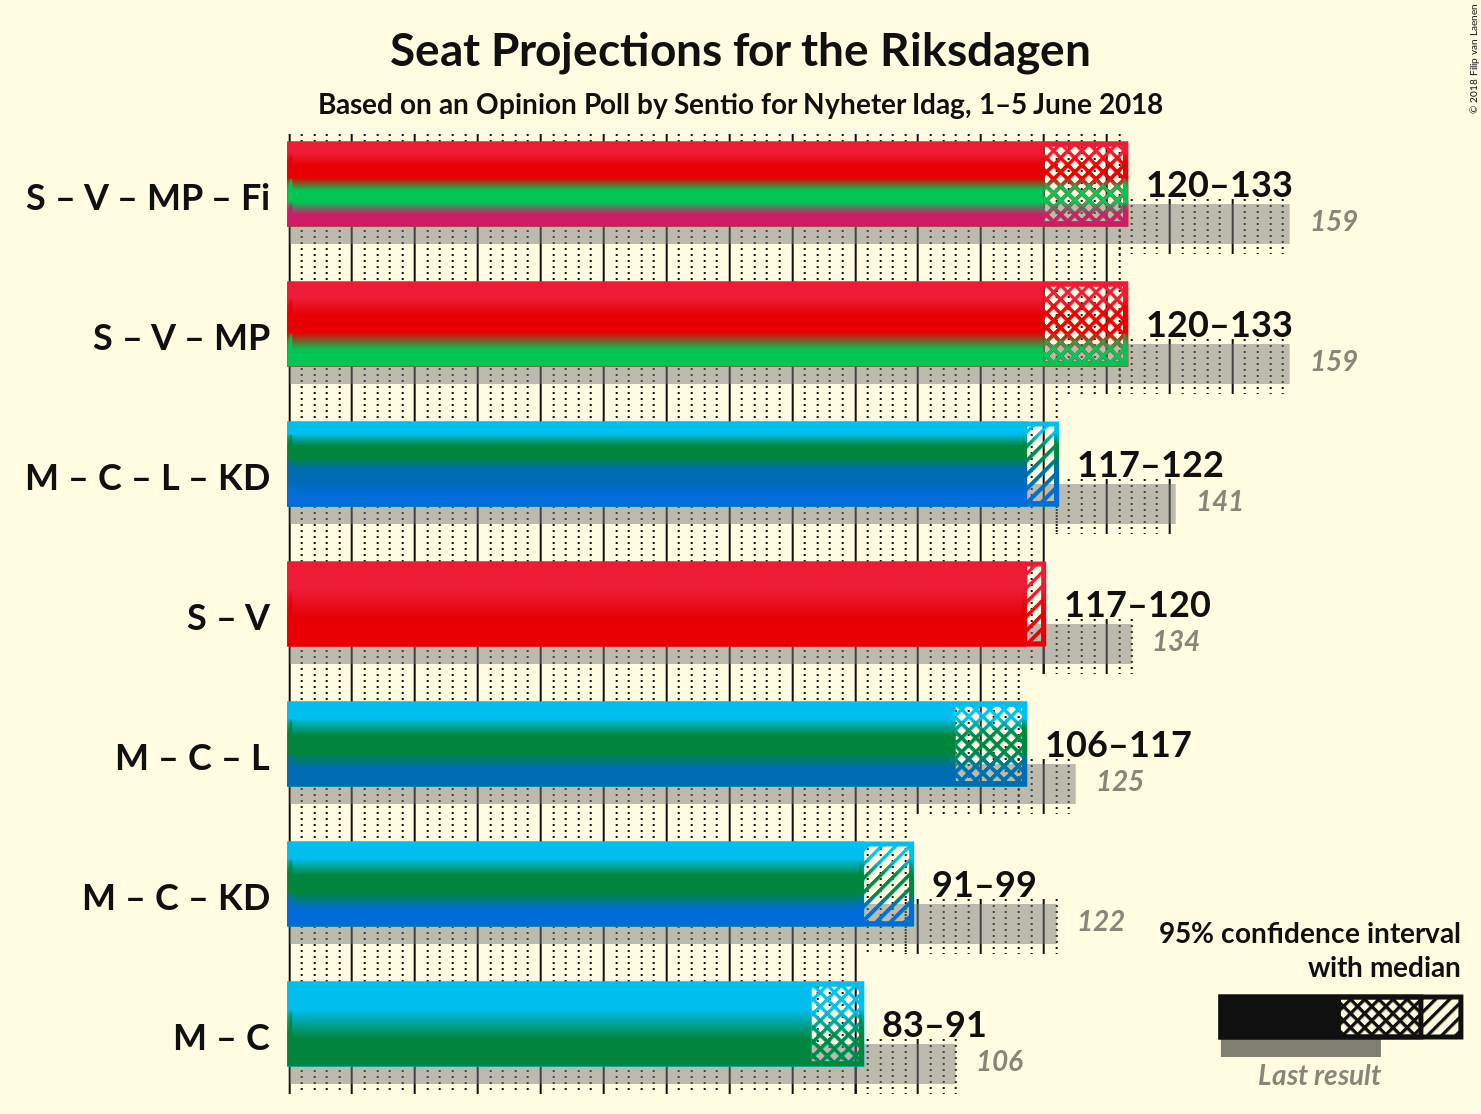 Seat Projections for the Riksdagen
Based on an Opinion Poll by Sentio for Nyheter Idag, 1–5 June 2018
© 2018 Filip van Laenen
S – V – MP – Fi
120–133
159
S – V – MP
120–133
159
M – C – L – KD
117–122
141
S – V
117–120
134
M – C – L
106–117
125
M – C – KD
91–99
122
M – C
83–91
106
95% confidence interval
with median
Last result